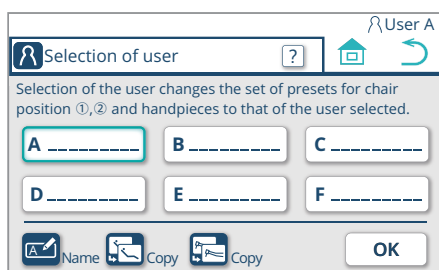 User A
Selection of user ?
Selection of the user changes the set of presets for chair
position ①,② and handpieces to that of the user selected.
A _________ B _________ C _________
D _________ E _________ F _________
A Name Copy Copy OK